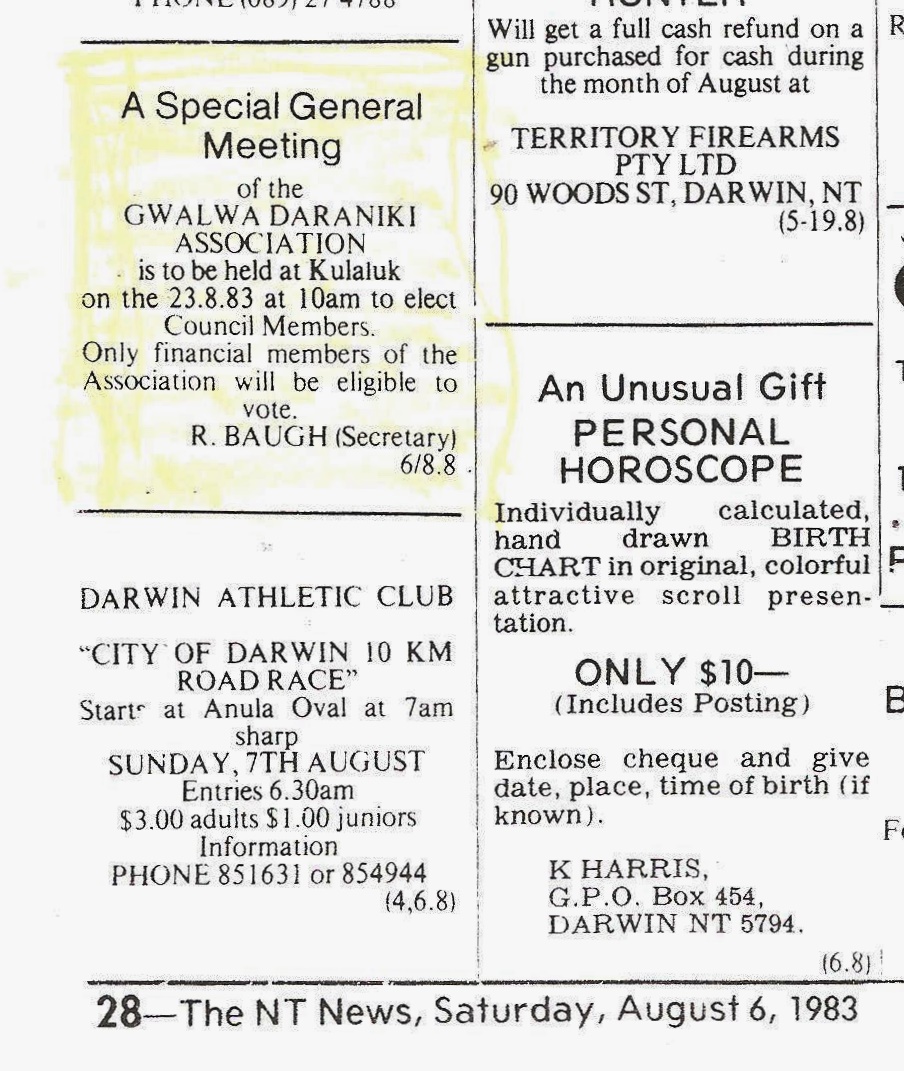 A Special General
Meeting
of the
GWALWA DARANIKI
ASSOCIATION
is to be held at Kulaluk
on the 23.8.83 at 10am to elect
Council Members.
Only financial members of the
Association will be eligible to
vote.
R. BAUGH (Secretary)
6/8.8
DARWIN ATHLETIC CLUB
"CITY OF DARWIN 10 KM
ROAD RACE"
Starts at Anula Oval at 7am
sharp
SUNDAY, 7TH AUGUST
Entries 6.30am
$3.00 adults $1.00 juniors
Information
PHONE 851631 or 854944
(4,6.8)
Will get a full cash refund on a
gun purchased for cash during
the month of August at
TERRITORY FIREARMS
PTY LTD
90 WOODS ST, DARWIN, NT
(5-19.8)
An Unusual Gift
PERSONAL
HOROSCOPE
Individually calculated,
hand drawn BIRTH
CHART in original, colorful
attractive scroll presen-
tation.
ONLY $10—
(Includes Posting)
Enclose cheque and give
date, place, time of birth (if
known).
K HARRIS,
G.P.O. Box 454,
DARWIN NT 5794.
(6.8)
28—The NT News, Saturday, August 6, 1983